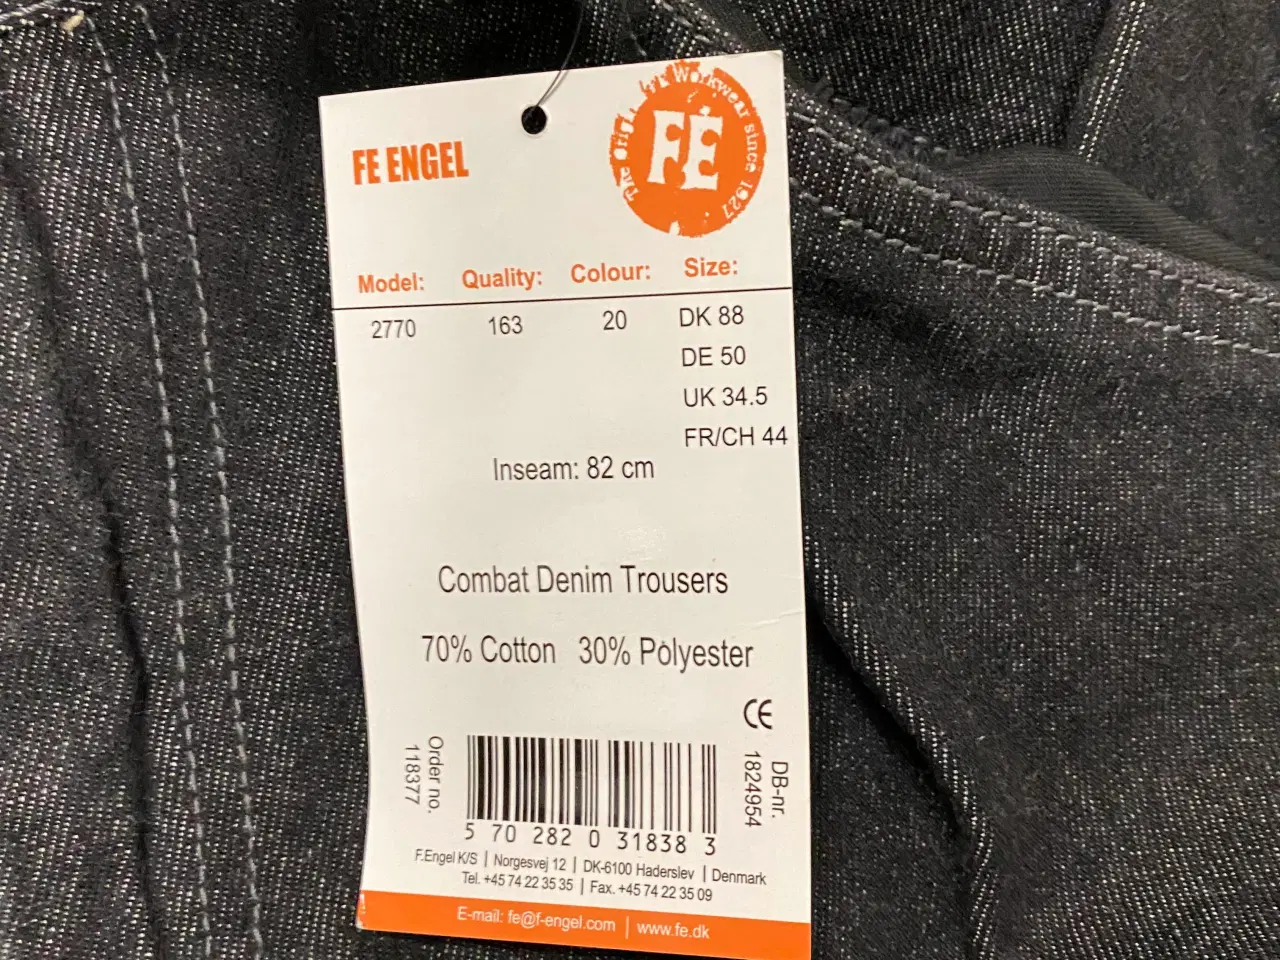 FE ENGEL
The Original FE Workwear since 1927
FE
Model: Quality: Colour: Size:
2770 163 20 DK 88
DE 50
UK 34.5
FR/CH 44
Inseam: 82 cm
Combat Denim Trousers
70% Cotton 30% Polyester
CE
Order no.
118377
DB-nr.
1824954
5 70 282 0 31838 3
F.Engel K/S | Norgesvej 12 | DK-6100 Haderslev | Denmark
Tel. +45 74 22 35 35 | Fax. +45 74 22 35 09
E-mail: fe@f-engel.com | www.fe.dk